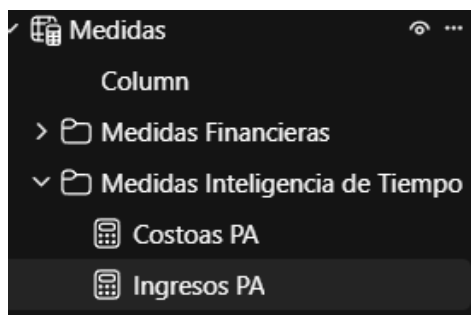 Medidas
Column
Medidas Financieras
Medidas Inteligencia de Tiempo
Costoas PA
Ingresos PA